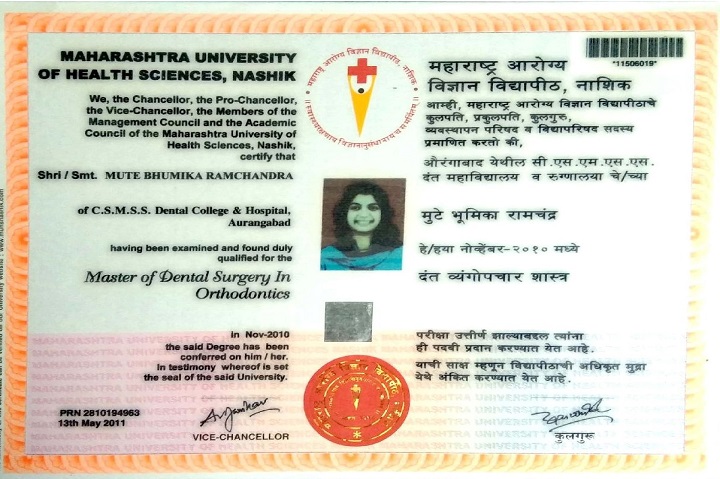 MAHARASHTRA UNIVERSITY
OF HEALTH SCIENCES, NASHIK
We, the Chancellor, the Pro-Chancellor,
the Vice-Chancellor, the Members of the
Management Council and the Academic
Council of the Maharashtra University of
Health Sciences, Nashik,
certify that
Shri / Smt. MUTE BHUMIKA RAMCHANDRA
of C.S.M.S.S. Dental College & Hospital,
Aurangabad
having been examined and found duly
qualified for the
Master of Dental Surgery In
Orthodontics
in Nov-2010
the said Degree has been
conferred on him / her.
In testimony whereof is set
the seal of the said University.
PRN 2810194963
13th May 2011
VICE-CHANCELLOR
*11506019*
महाराष्ट्र आरोग्य
विज्ञान विद्यापीठ, नाशिक
आम्ही, महाराष्ट्र आरोग्य विज्ञान विद्यापीठाचे
कुलपति, प्रकुलपति, कुलगुरू,
व्यवस्थापन परिषद व विद्यापरिषद सदस्य
प्रमाणित करतो की,
औरंगाबाद येथील सी.एस.एम.एस.एस.
दंत महाविद्यालय व रुग्णालया चे/च्या
मुटे भूमिका रामचंद्र
हे/हया नोव्हेंबर-२०१० मध्ये
दंत व्यंगोपचार शास्त्र
परीक्षा उत्तीर्ण झाल्याबद्दल त्यांना
ही पदवी प्रदान करण्यात येत आहे.
याची साक्ष म्हणून विद्यापीठाची अधिकृत मुद्रा
येथे अंकित करण्यात येत आहे.
कुलगुरू